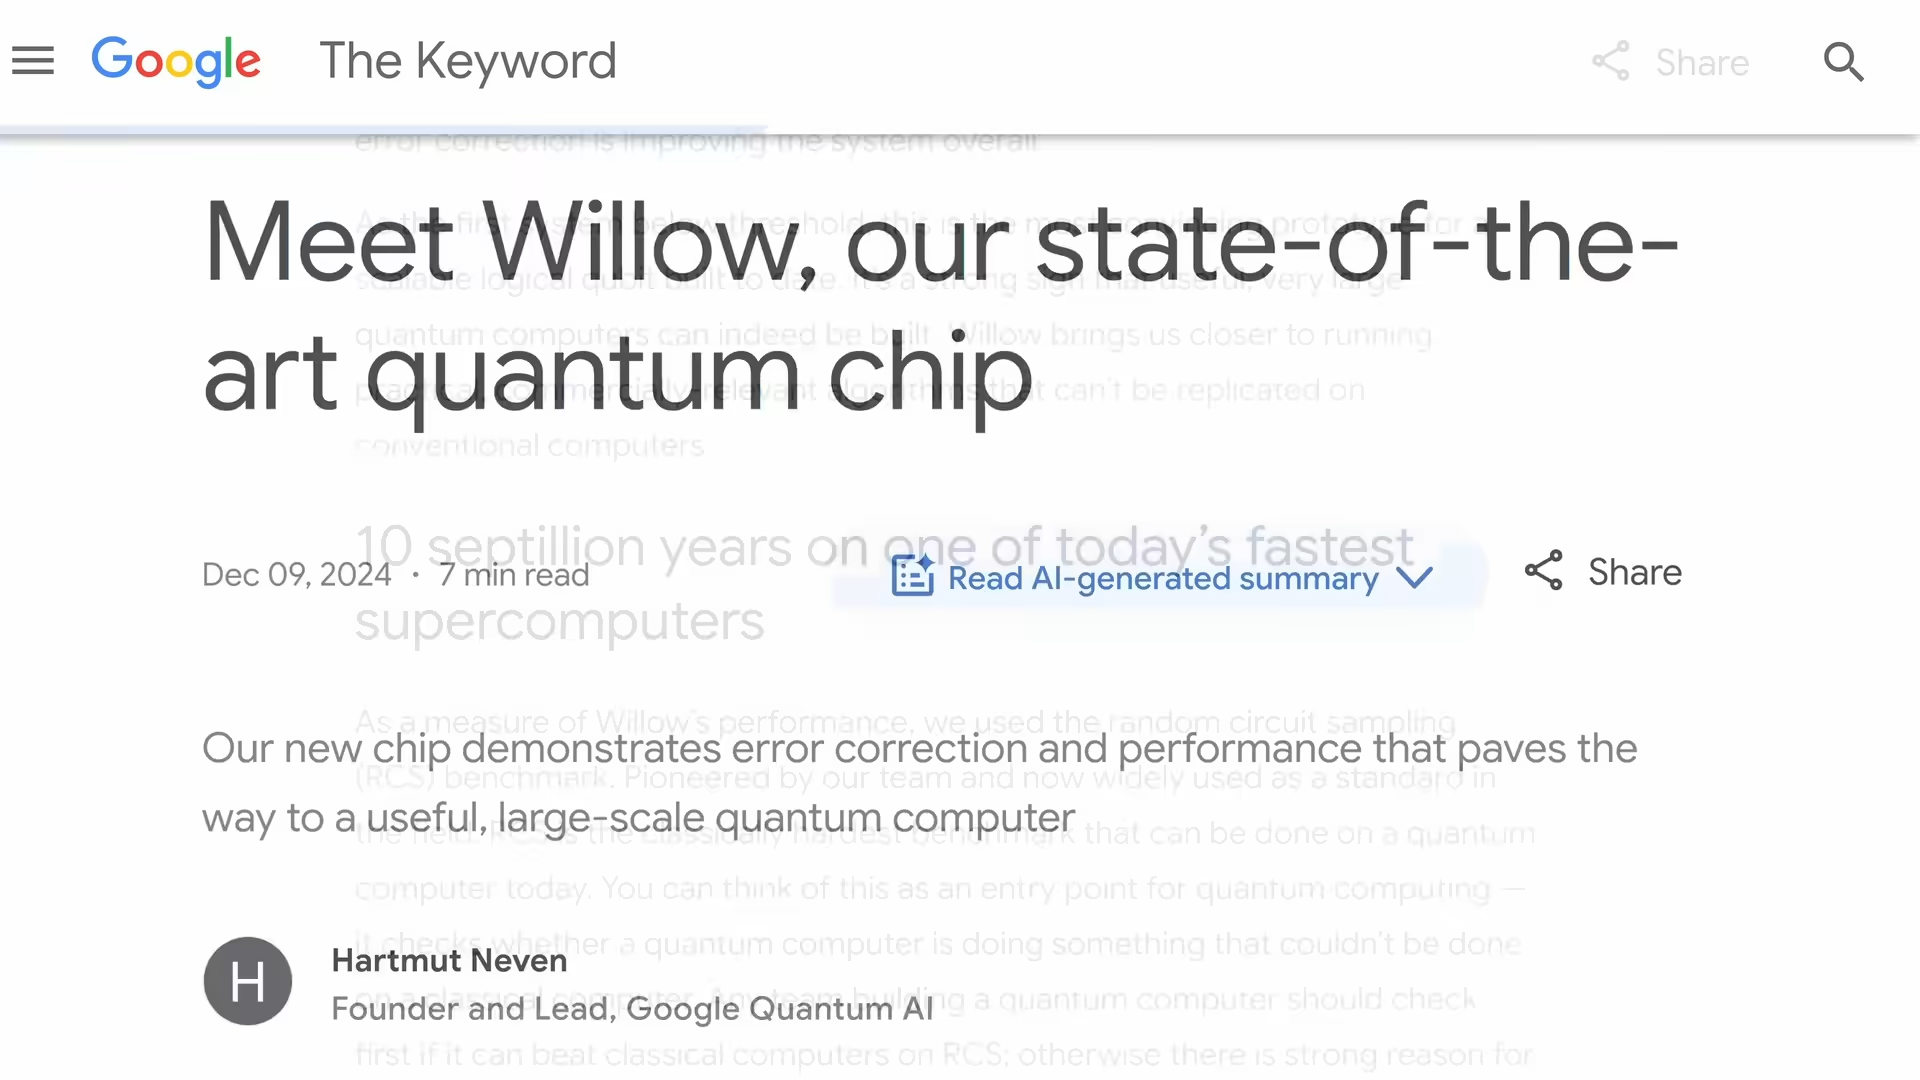 Google The Keyword Share
error correction is improving the system overall
Meet Willow, our state-of-the-
art quantum chip
As the first system below threshold, this is the most convincing prototype for a
scalable logical qubit built to date. It's a strong sign that useful, very large
quantum computers can indeed be built. Willow brings us closer to running
practical, commercially-relevant algorithms that can't be replicated on
conventional computers
10 septillion years on one of today's fastest
supercomputers
Dec 09, 2024 · 7 min read
Read AI-generated summary
Share
Our new chip demonstrates error correction and performance that paves the
way to a useful, large-scale quantum computer
As a measure of Willow's performance, we used the random circuit sampling
(RCS) benchmark. Pioneered by our team and now widely used as a standard in
the field, RCS is the classically hardest benchmark that can be done on a quantum
computer today. You can think of this as an entry point for quantum computing —
it checks whether a quantum computer is doing something that couldn't be done
on a classical computer. Any team building a quantum computer should check
first if it can beat classical computers on RCS; otherwise there is strong reason for
H
Hartmut Neven
Founder and Lead, Google Quantum AI